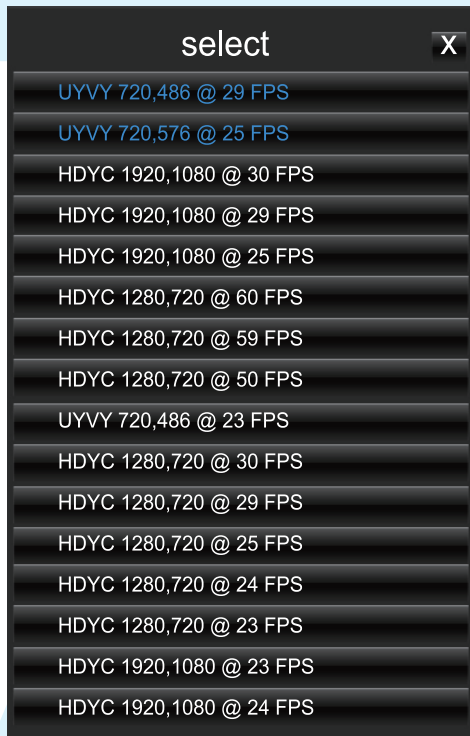 select
X
UYVY 720,486 @ 29 FPS
UYVY 720,576 @ 25 FPS
HDYC 1920,1080 @ 30 FPS
HDYC 1920,1080 @ 29 FPS
HDYC 1920,1080 @ 25 FPS
HDYC 1280,720 @ 60 FPS
HDYC 1280,720 @ 59 FPS
HDYC 1280,720 @ 50 FPS
UYVY 720,486 @ 23 FPS
HDYC 1280,720 @ 30 FPS
HDYC 1280,720 @ 29 FPS
HDYC 1280,720 @ 25 FPS
HDYC 1280,720 @ 24 FPS
HDYC 1280,720 @ 23 FPS
HDYC 1920,1080 @ 23 FPS
HDYC 1920,1080 @ 24 FPS